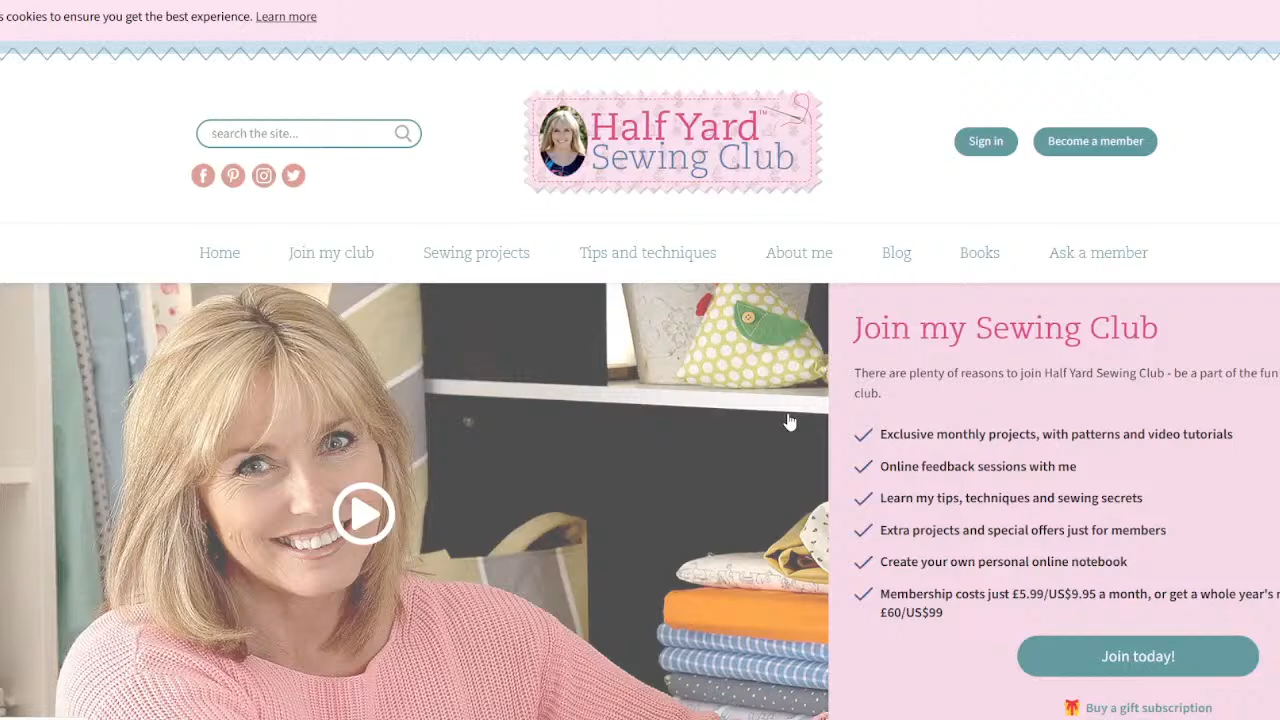 s cookies to ensure you get the best experience. Learn more
search the site...
Half Yard™
Sewing Club
Sign in
Become a member
Home
Join my club
Sewing projects
Tips and techniques
About me
Blog
Books
Ask a member
Join my Sewing Club
There are plenty of reasons to join Half Yard Sewing Club - be a part of the fun
club.
Exclusive monthly projects, with patterns and video tutorials
Online feedback sessions with me
Learn my tips, techniques and sewing secrets
Extra projects and special offers just for members
Create your own personal online notebook
Membership costs just £5.99/US$9.95 a month, or get a whole year's
£60/US$99
Join today!
Buy a gift subscription